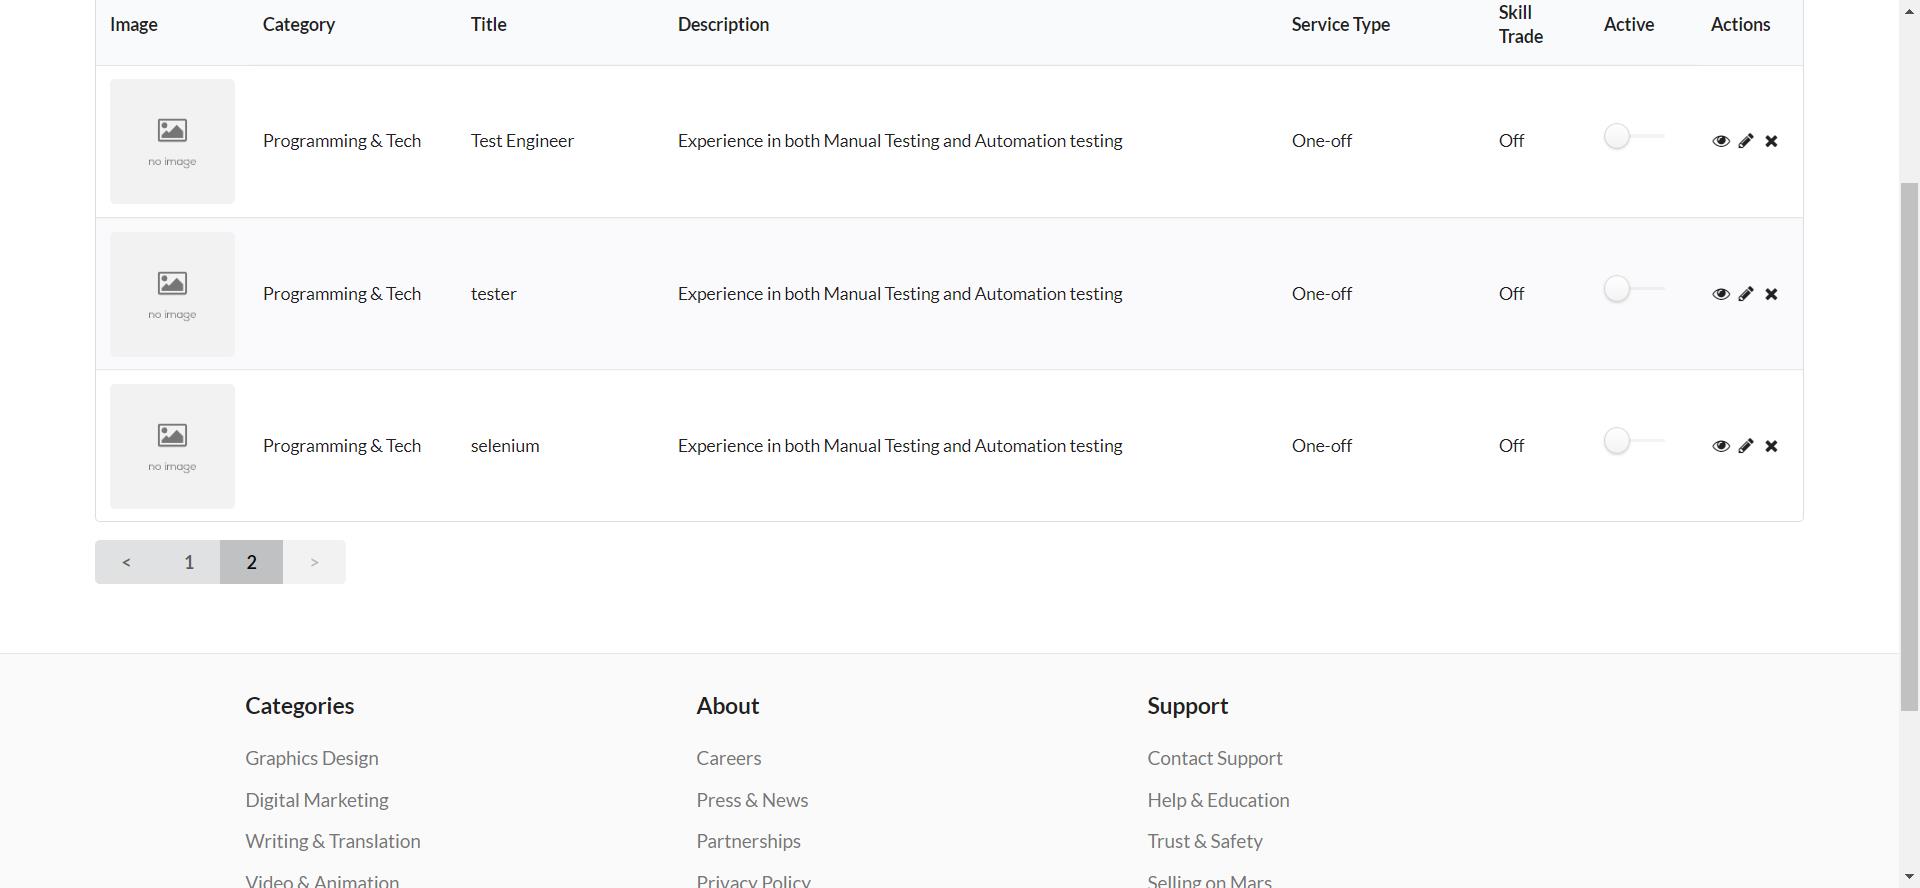 Image Category Title Description Service Type Skill Trade Active Actions
no image Programming & Tech Test Engineer Experience in both Manual Testing and Automation testing One-off Off
no image Programming & Tech tester Experience in both Manual Testing and Automation testing One-off Off
no image Programming & Tech selenium Experience in both Manual Testing and Automation testing One-off Off
< 1 2 >
Categories About Support
Graphics Design Careers Contact Support
Digital Marketing Press & News Help & Education
Writing & Translation Partnerships Trust & Safety
Video & Animation Privacy Policy Selling on Mars